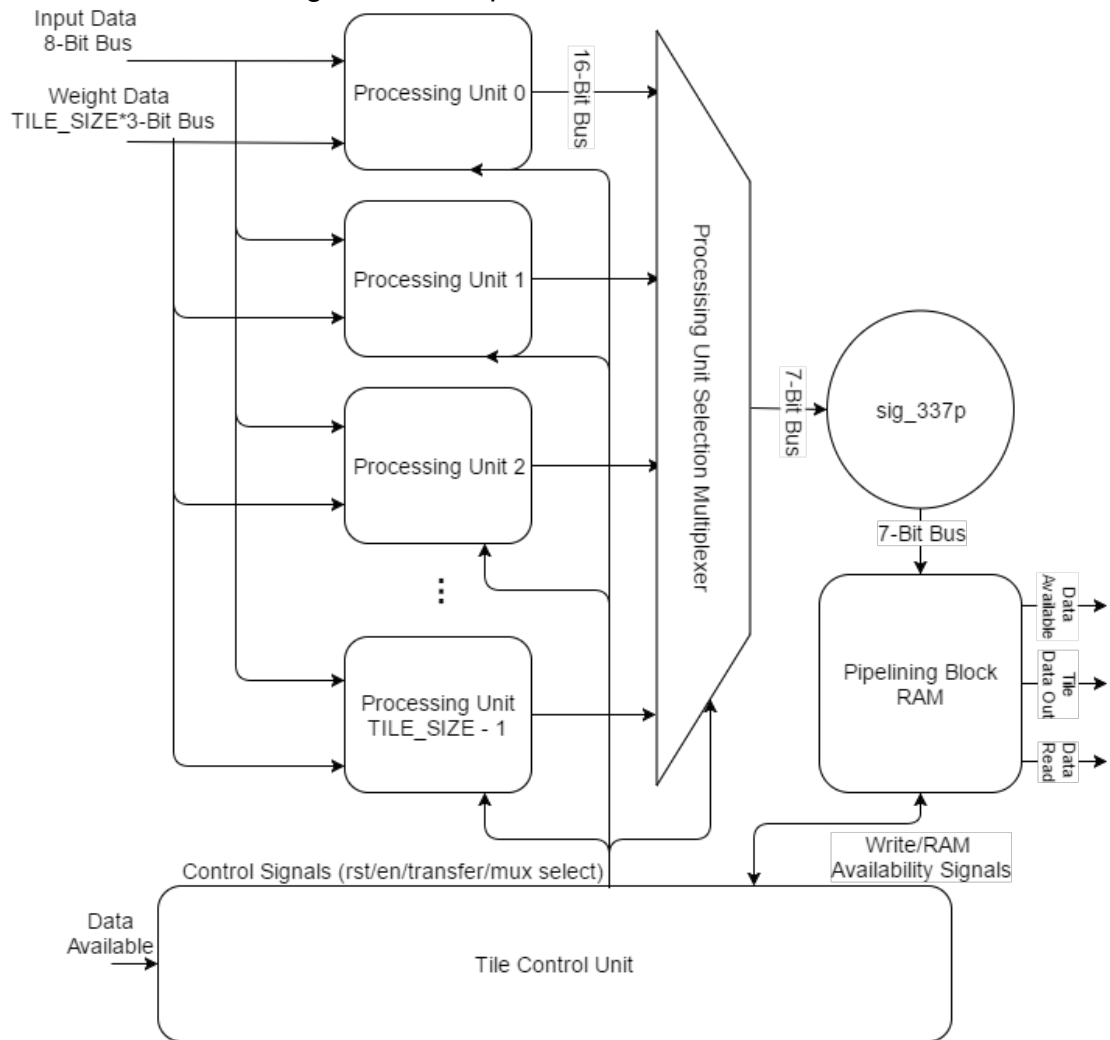 Input Data
8-Bit Bus
Weight Data
TILE_SIZE*3-Bit Bus
Processing Unit 0
16-Bit Bus
Processing Unit 1
Processing Unit 2
...
Processing Unit
TILE_SIZE - 1
Procesising Unit Selection Multiplexer
7-Bit Bus
sig_337p
7-Bit Bus
Pipelining Block
RAM
Data
Available
Tile
Data Out
Data
Read
Write/RAM
Availability Signals
Control Signals (rst/en/transfer/mux select)
Data
Available
Tile Control Unit